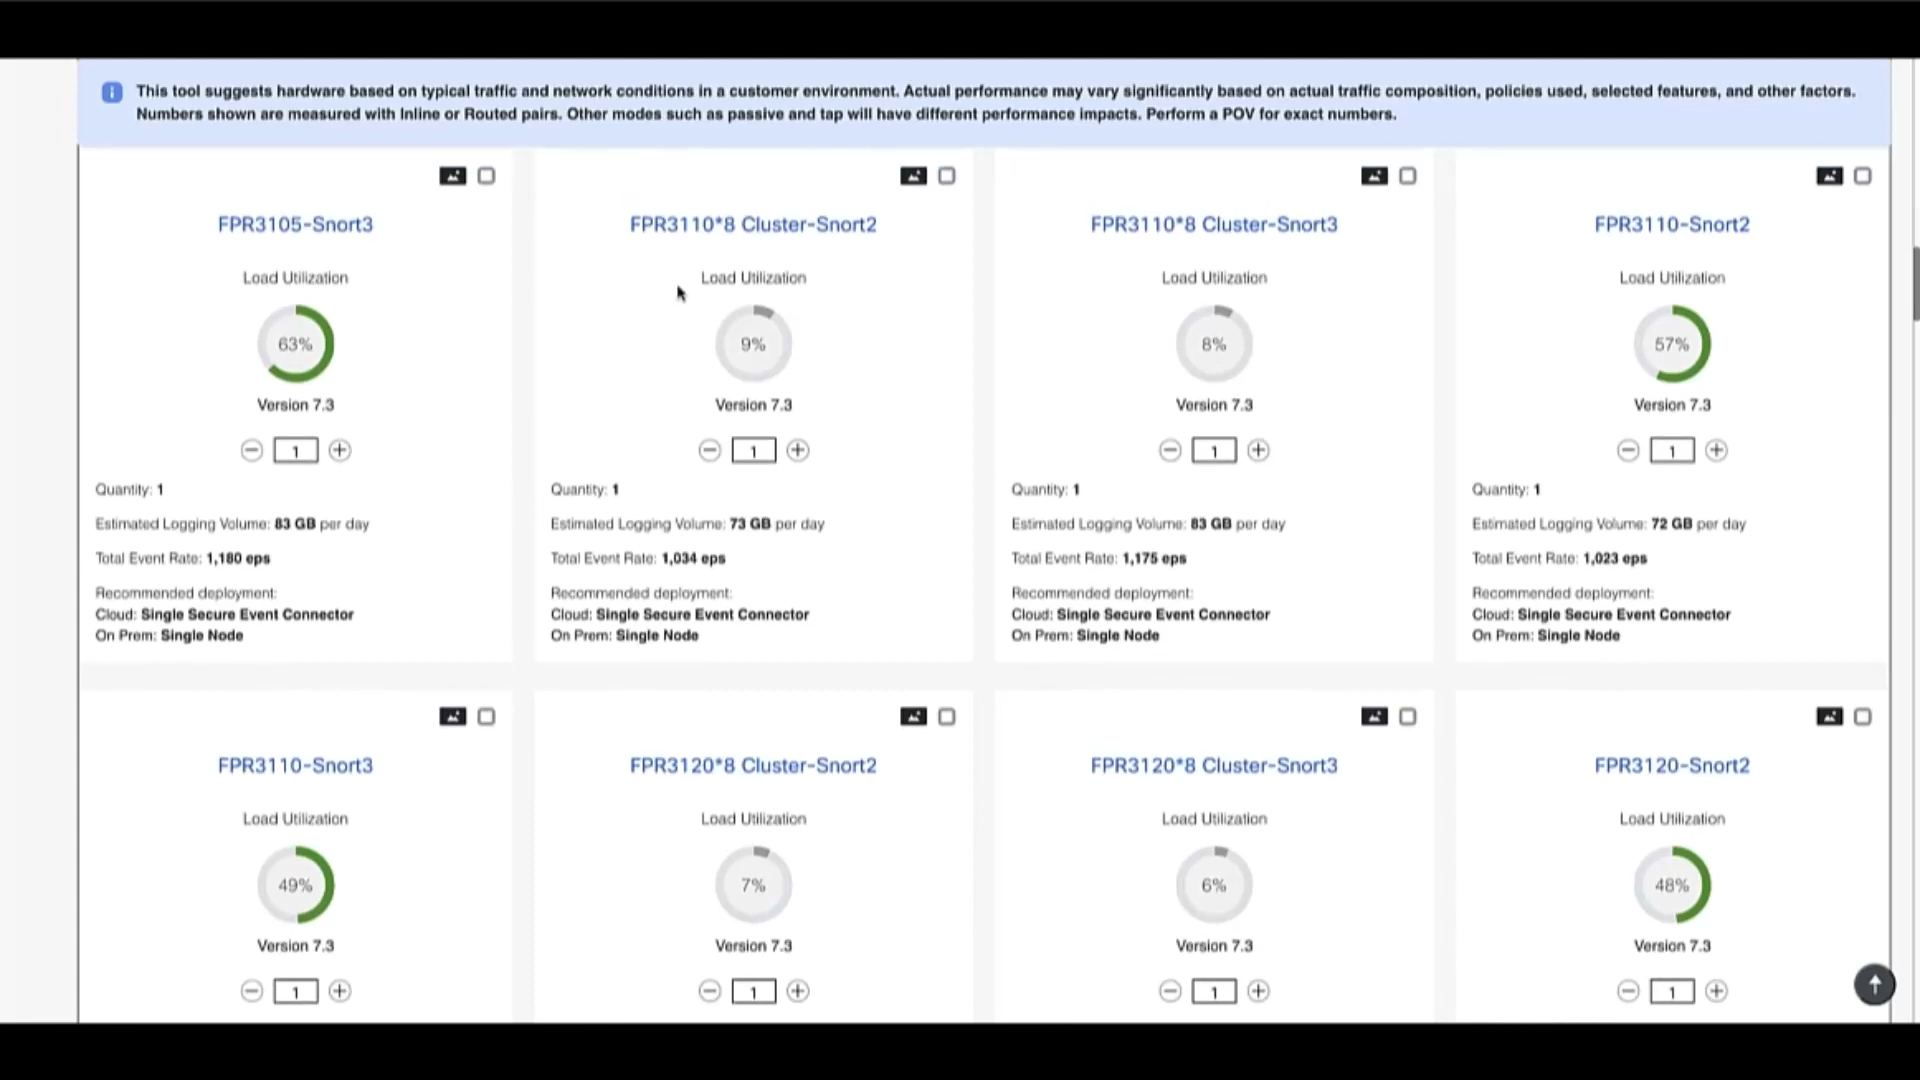 This tool suggests hardware based on typical traffic and network conditions in a customer environment. Actual performance may vary significantly based on actual traffic composition, policies used, selected features, and other factors.
Numbers shown are measured with Inline or Routed pairs. Other modes such as passive and tap will have different performance impacts. Perform a POV for exact numbers.
FPR3105-Snort3
Load Utilization
63%
Version 7.3
1
Quantity: 1
Estimated Logging Volume: 83 GB per day
Total Event Rate: 1,180 eps
Recommended deployment:
Cloud: Single Secure Event Connector
On Prem: Single Node
FPR3110*8 Cluster-Snort2
Load Utilization
9%
Version 7.3
1
Quantity: 1
Estimated Logging Volume: 73 GB per day
Total Event Rate: 1,034 eps
Recommended deployment:
Cloud: Single Secure Event Connector
On Prem: Single Node
FPR3110*8 Cluster-Snort3
Load Utilization
8%
Version 7.3
1
Quantity: 1
Estimated Logging Volume: 83 GB per day
Total Event Rate: 1,175 eps
Recommended deployment:
Cloud: Single Secure Event Connector
On Prem: Single Node
FPR3110-Snort2
Load Utilization
57%
Version 7.3
1
Quantity: 1
Estimated Logging Volume: 72 GB per day
Total Event Rate: 1,023 eps
Recommended deployment:
Cloud: Single Secure Event Connector
On Prem: Single Node
FPR3110-Snort3
Load Utilization
49%
Version 7.3
1
FPR3120*8 Cluster-Snort2
Load Utilization
7%
Version 7.3
1
FPR3120*8 Cluster-Snort3
Load Utilization
6%
Version 7.3
1
FPR3120-Snort2
Load Utilization
48%
Version 7.3
1